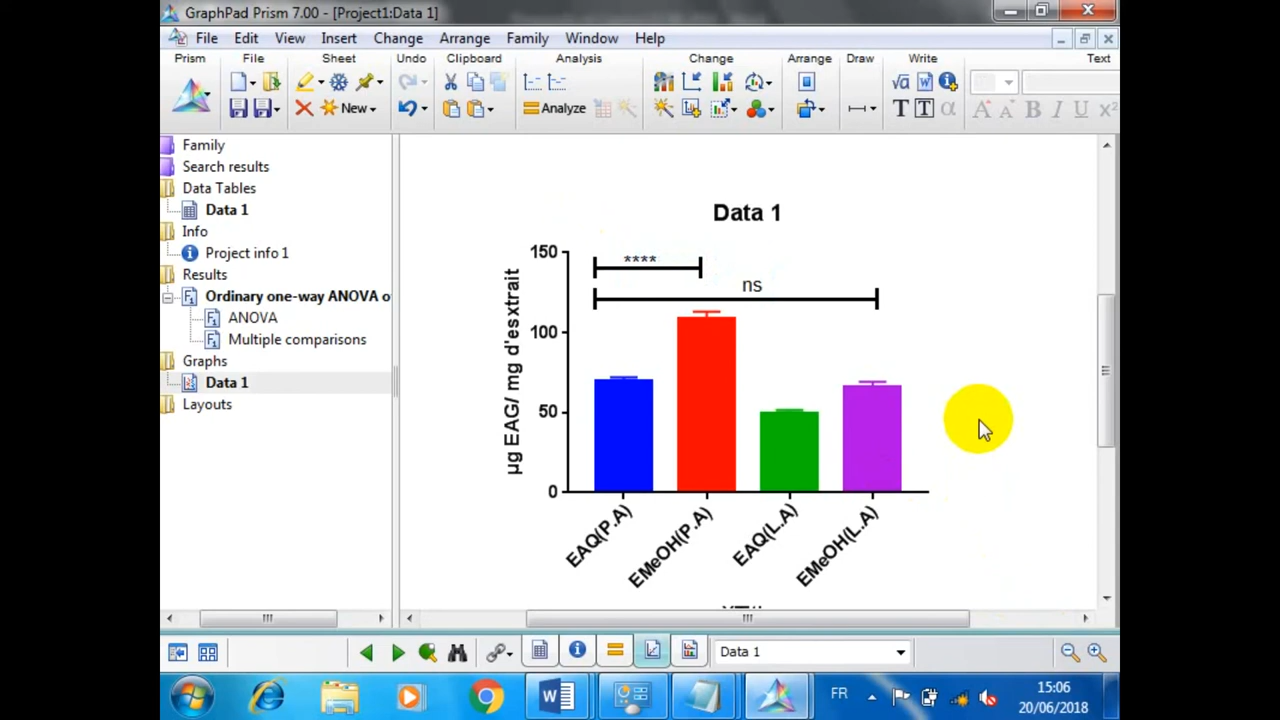 GraphPad Prism 7.00 - [Project1:Data 1]
File Edit View Insert Change Arrange Family Window Help
Prism File Sheet Undo Clipboard Analysis Change Arrange Draw Write Text
New
Analyze
Family
Search results
Data Tables
Data 1
Info
Project info 1
Results
Ordinary one-way ANOVA o
ANOVA
Multiple comparisons
Graphs
Data 1
Layouts
Data 1
150
100
50
0
µg EAG/ mg d'esxtrait
****
ns
EAQ(P.A)
EMeOH(P.A)
EAQ(L.A)
EMeOH(L.A)
Data 1
FR
15:06
20/06/2018